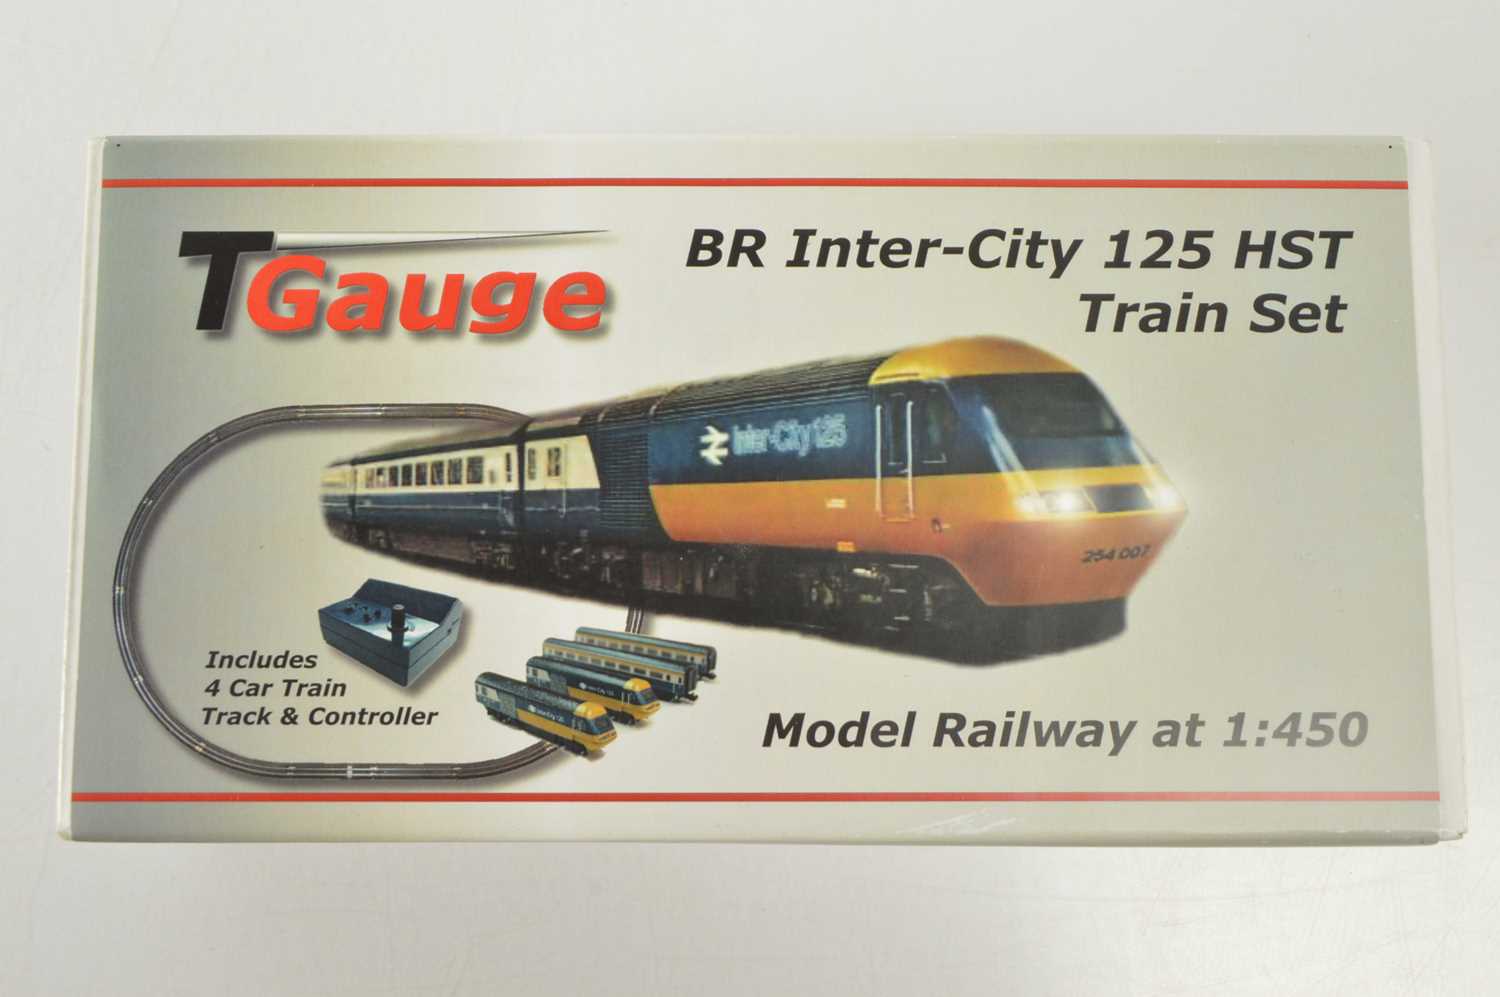 TGauge
BR Inter-City 125 HST
Train Set
Inter-City 125
254 007
Includes
4 Car Train
Track & Controller
Model Railway at 1:450